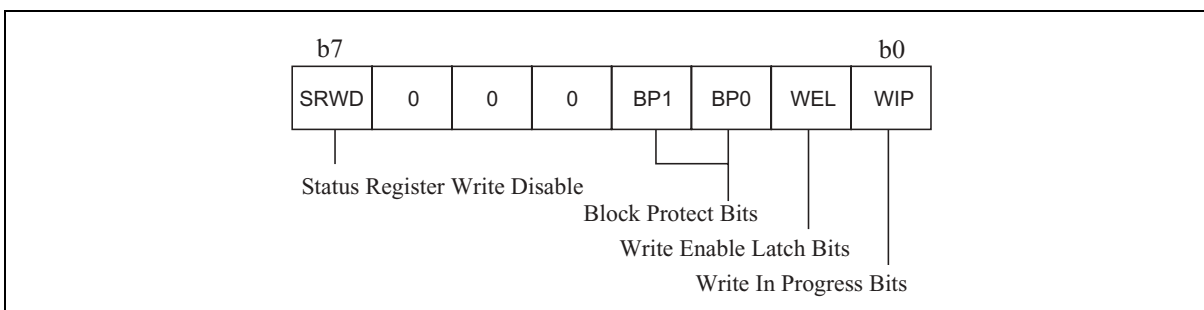 b7 b0
SRWD 0 0 0 BP1 BP0 WEL WIP
Status Register Write Disable
Block Protect Bits
Write Enable Latch Bits
Write In Progress Bits